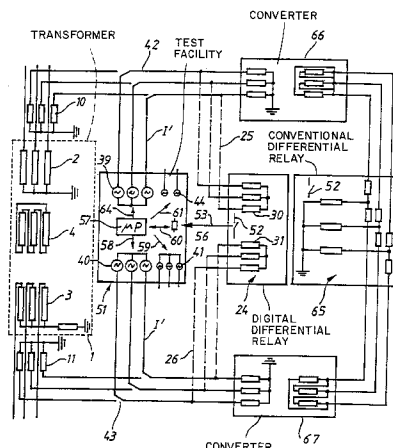 CONVERTER
TRANSFORMER
TEST
FACILITY
42
66
10
I'
25
CONVENTIONAL
DIFFERENTIAL
RELAY
2
39
44
52
64
61
53
30
57
μP
4
58
59
60
56
52
31
40
41
3
51
I'
24
65
DIGITAL
DIFFERENTIAL
RELAY
1
26
11
43
CONVERTER
67